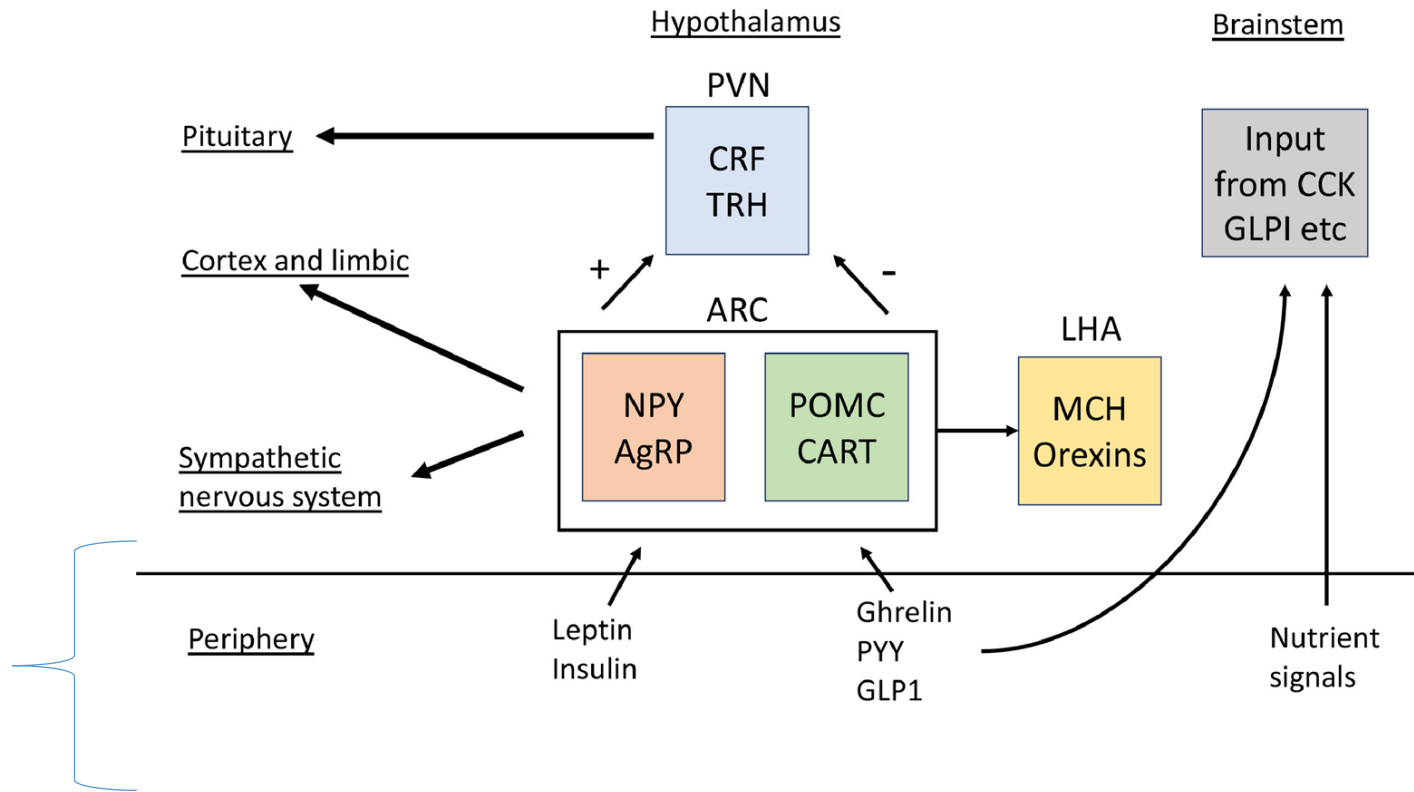 Hypothalamus
Brainstem
PVN
Pituitary
CRF
TRH
Input
from CCK
GLPI etc
Cortex and limbic
+
-
ARC
LHA
NPY
AgRP
POMC
CART
MCH
Orexins
Sympathetic
nervous system
Periphery
Leptin
Insulin
Ghrelin
PYY
GLP1
Nutrient
signals